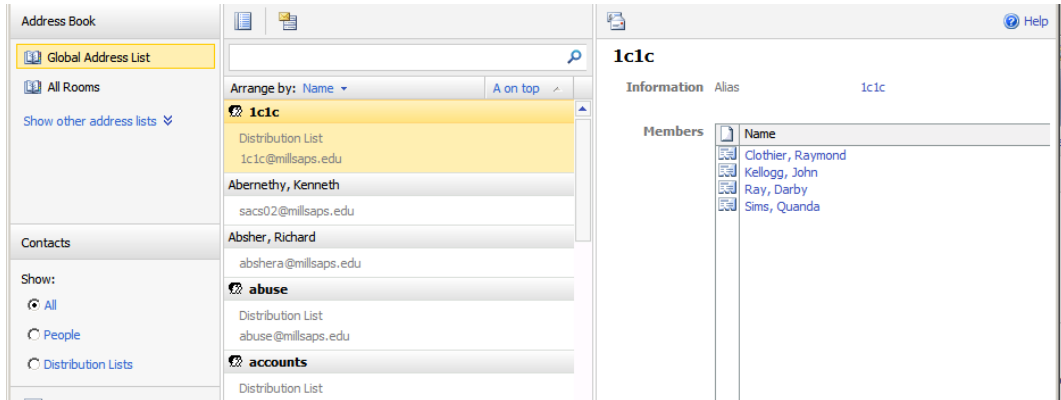 Address Book
Global Address List
All Rooms
Show other address lists
Contacts
Show:
All
People
Distribution Lists
Arrange by: Name
A on top
1c1c
Distribution List
1c1c@millsaps.edu
Abernethy, Kenneth
sacs02@millsaps.edu
Absher, Richard
abshera@millsaps.edu
abuse
Distribution List
abuse@millsaps.edu
accounts
Distribution List
Help
1c1c
Information Alias 1c1c
Members Name
Clothier, Raymond
Kellogg, John
Ray, Darby
Sims, Quanda